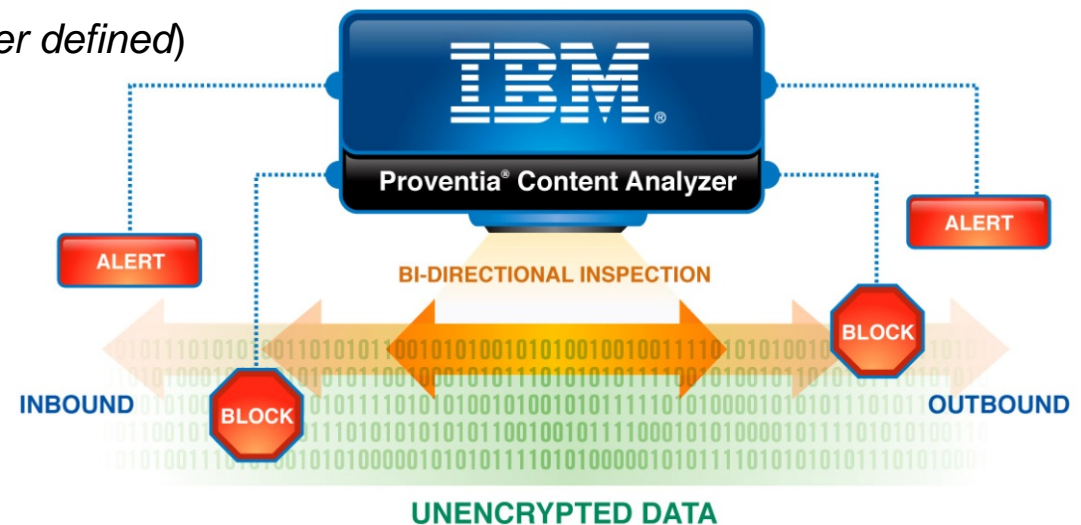 er defined)
IBM®
Proventia® Content Analyzer
ALERT
ALERT
BI-DIRECTIONAL INSPECTION
BLOCK
INBOUND
BLOCK
OUTBOUND
UNENCRYPTED DATA